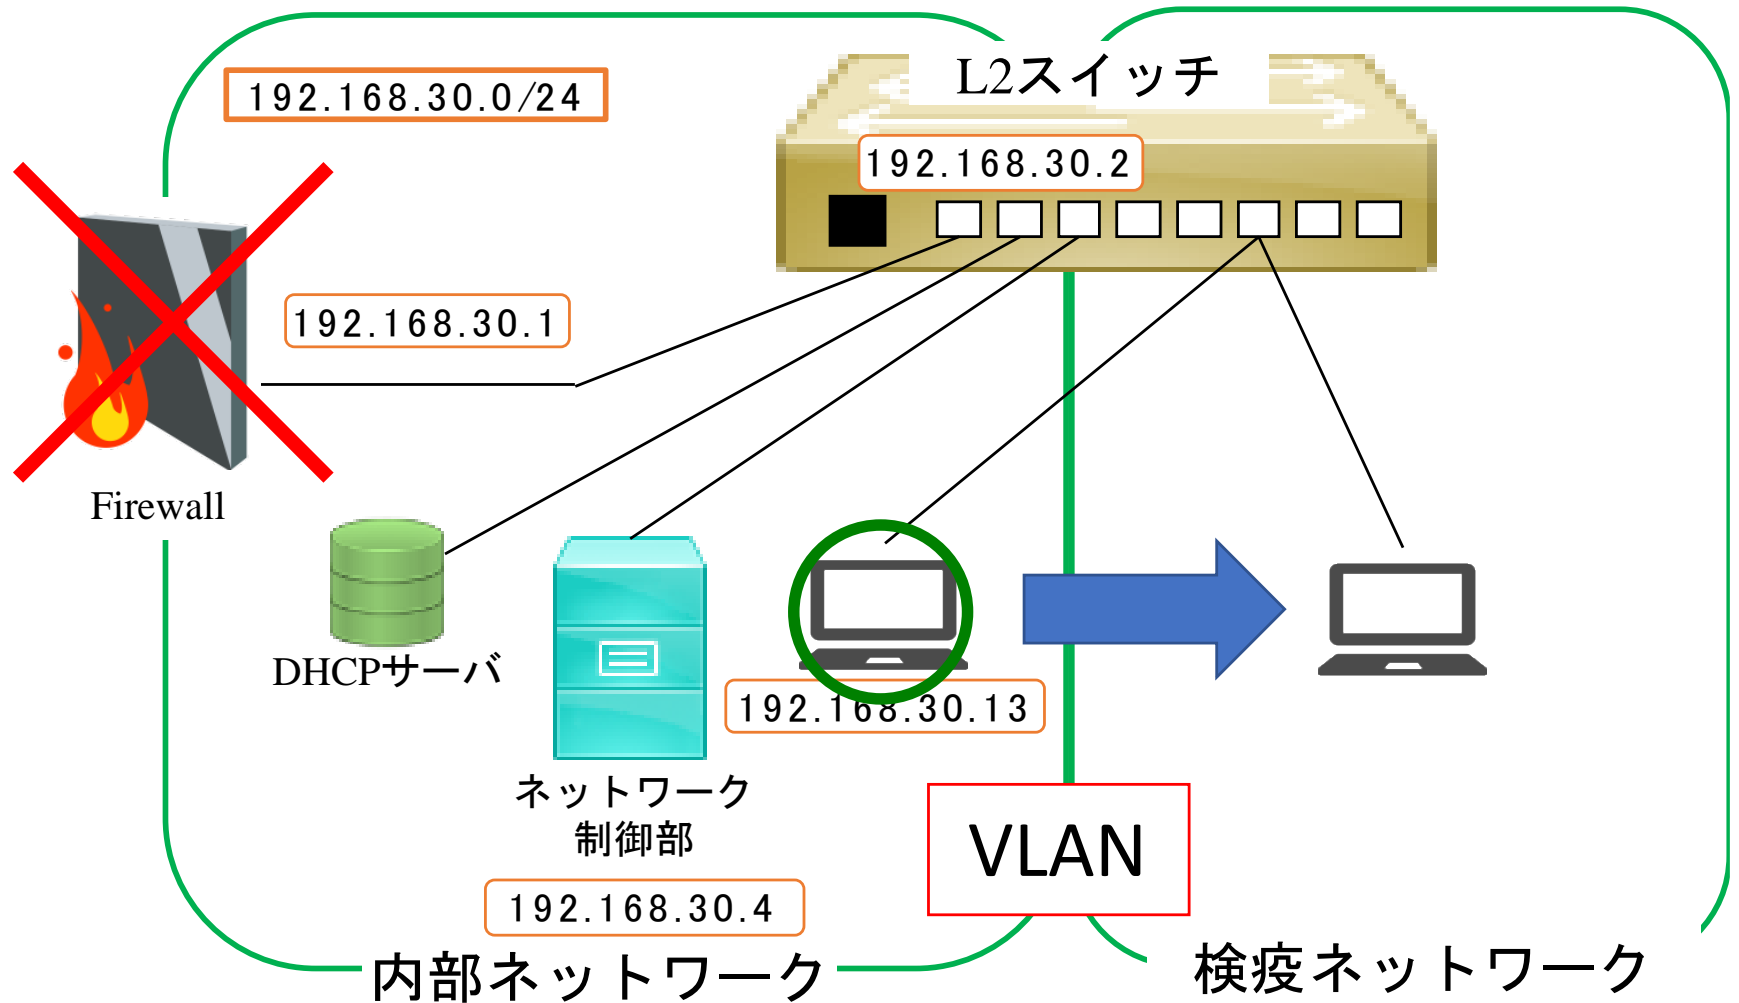 L2スイッチ
192.168.30.0/24
192.168.30.2
192.168.30.1
Firewall
DHCPサーバ
192.168.30.13
ネットワーク
制御部
VLAN
192.168.30.4
内部ネットワーク
検疫ネットワーク